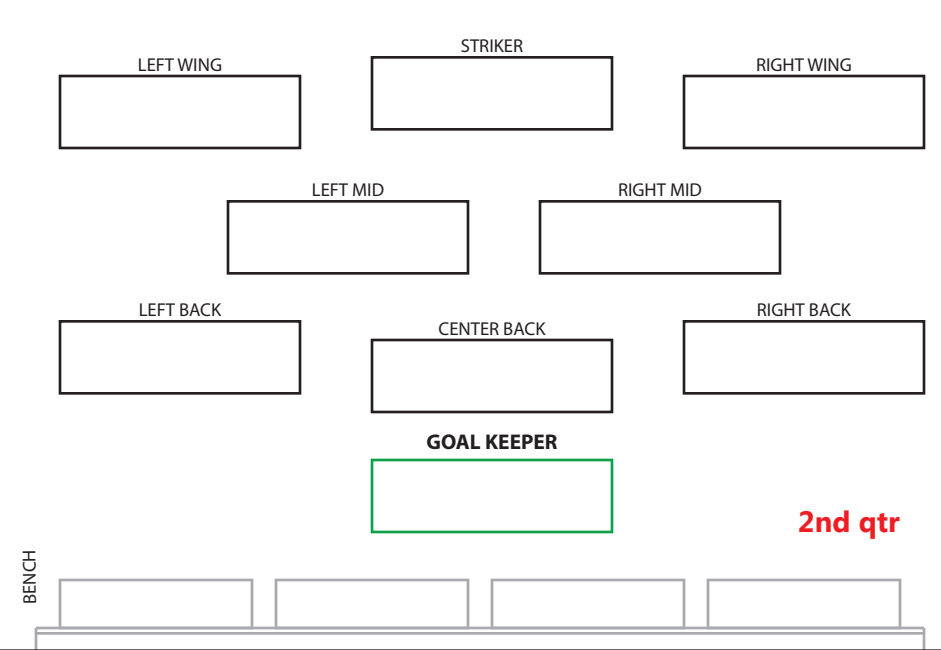 STRIKER
LEFT WING
RIGHT WING
LEFT MID
RIGHT MID
LEFT BACK
RIGHT BACK
CENTER BACK
GOAL KEEPER
2nd qtr
BENCH